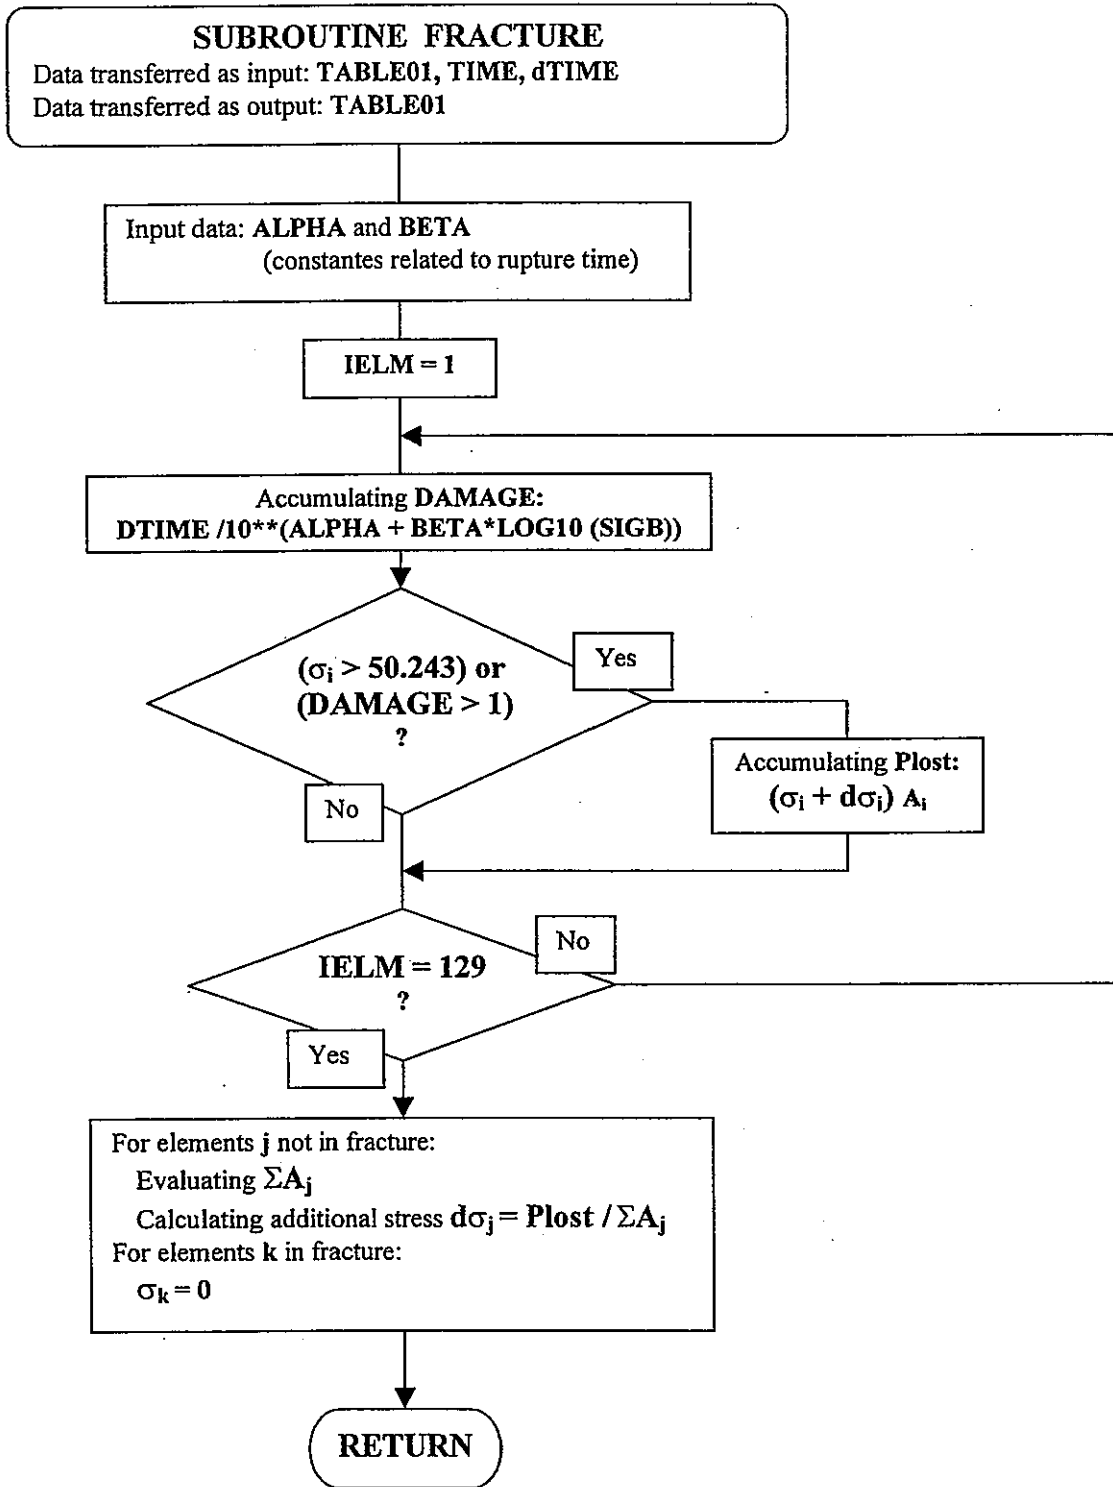 SUBROUTINE FRACTURE
Data transferred as input: TABLE01, TIME, dTIME
Data transferred as output: TABLE01
Input data: ALPHA and BETA
(constantes related to rupture time)
IELM = 1
Accumulating DAMAGE:
DTIME /10**(ALPHA + BETA*LOG10 (SIGB))
(σi > 50.243) or
(DAMAGE > 1)
?
Yes
Accumulating Plost:
(σi + dσi) Ai
No
IELM = 129
?
No
Yes
For elements j not in fracture:
Evaluating ΣAj
Calculating additional stress dσj = Plost / ΣAj
For elements k in fracture:
σk = 0
RETURN